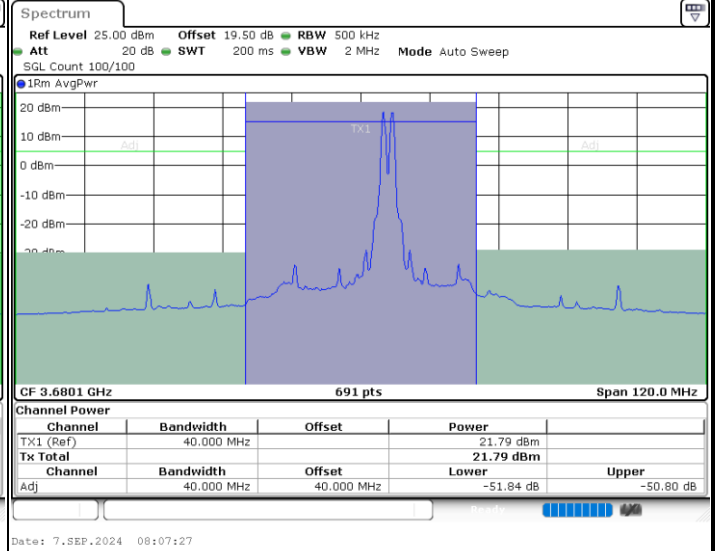 Spectrum
Ref Level 25.00 dBm Offset 19.50 dB RBW 500 kHz
Att 20 dB SWT 200 ms VBW 2 MHz Mode Auto Sweep
SGL Count 100/100
1Rm AvgPwr
20 dBm
TX1
10 dBm
Adj Adj
0 dBm
-10 dBm
-20 dBm
CF 3.6801 GHz 691 pts Span 120.0 MHz
Channel Power
Channel Bandwidth Offset Power
TX1 (Ref) 40.000 MHz 21.79 dBm
Tx Total 21.79 dBm
Channel Bandwidth Offset Lower Upper
Adj 40.000 MHz 40.000 MHz -51.84 dB -50.80 dB
Ready
Date: 7.SEP.2024 08:07:27